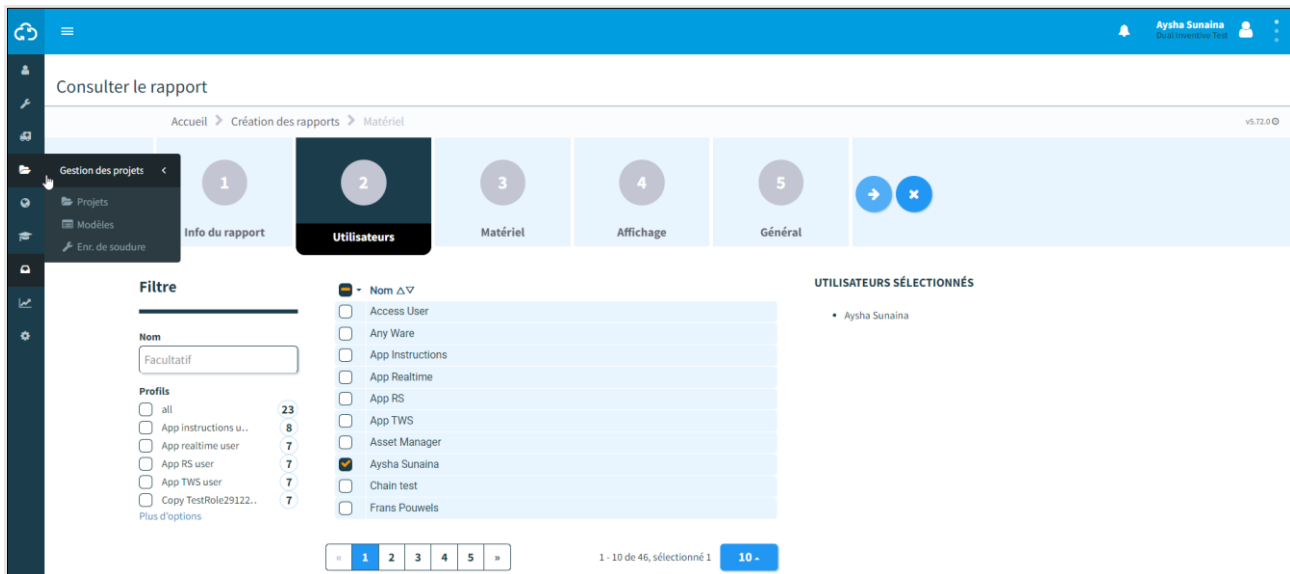 Aysha Sunaina
Dual Inventive Test
Consulter le rapport
Accueil Création des rapports Matériel
v5.72.0
Gestion des projets
Projets
Modèles
Enr. de soudure
1
Info du rapport
2
Utilisateurs
3
Matériel
4
Affichage
5
Général
Filtre
Nom
Facultatif
Profils
all 23
App instructions u.. 8
App realtime user 7
App RS user 7
App TWS user 7
Copy TestRole29122.. 7
Plus d'options
Nom
Access User
Any Ware
App Instructions
App Realtime
App RS
App TWS
Asset Manager
Aysha Sunaina
Chain test
Frans Pouwels
« 1 2 3 4 5 »
1 - 10 de 46, sélectionné 1
10
UTILISATEURS SÉLECTIONNÉS
• Aysha Sunaina